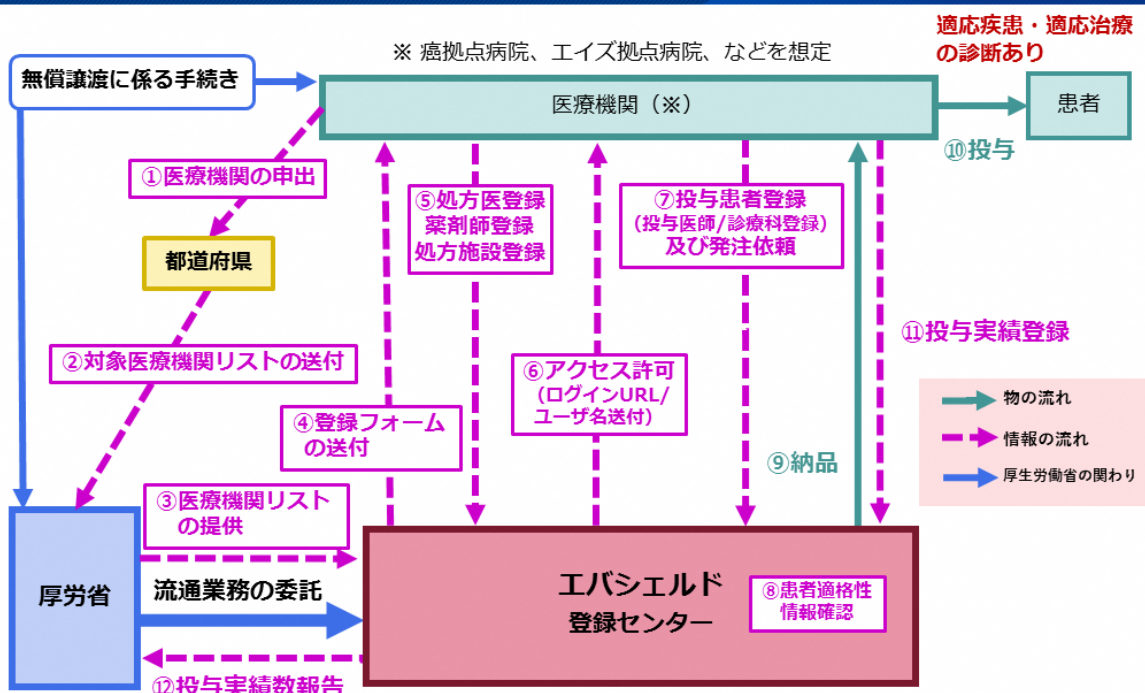 適応疾患・適応治療
の診断あり
※ 癌拠点病院、エイズ拠点病院、などを想定
無償譲渡に係る手続き
医療機関（※）
患者
⑩投与
①医療機関の申出
⑤処方医登録
薬剤師登録
処方施設登録
⑦投与患者登録
(投与医師/診療科登録)
及び発注依頼
都道府県
⑪投与実績登録
②対象医療機関リストの送付
⑥アクセス許可
(ログインURL/
ユーザ名送付)
④登録フォーム
の送付
物の流れ
情報の流れ
厚生労働省の関わり
⑨納品
③医療機関リスト
の提供
厚労省
流通業務の委託
エバシェルド
登録センター
⑧患者適格性
情報確認
⑫投与実績数報告